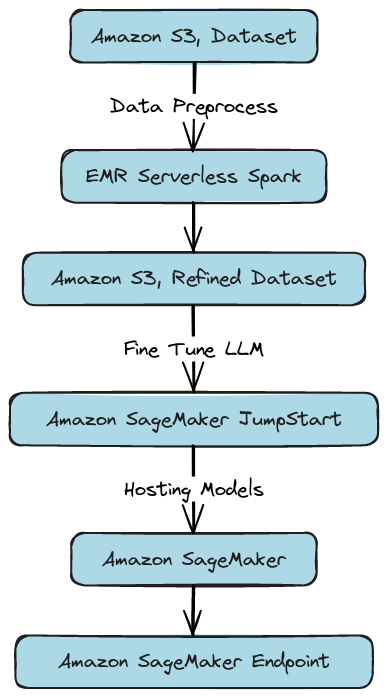 Amazon S3, Dataset
Data Preprocess
EMR Serverless Spark
Amazon S3, Refined Dataset
Fine Tune LLM
Amazon SageMaker JumpStart
Hosting Models
Amazon SageMaker
Amazon SageMaker Endpoint